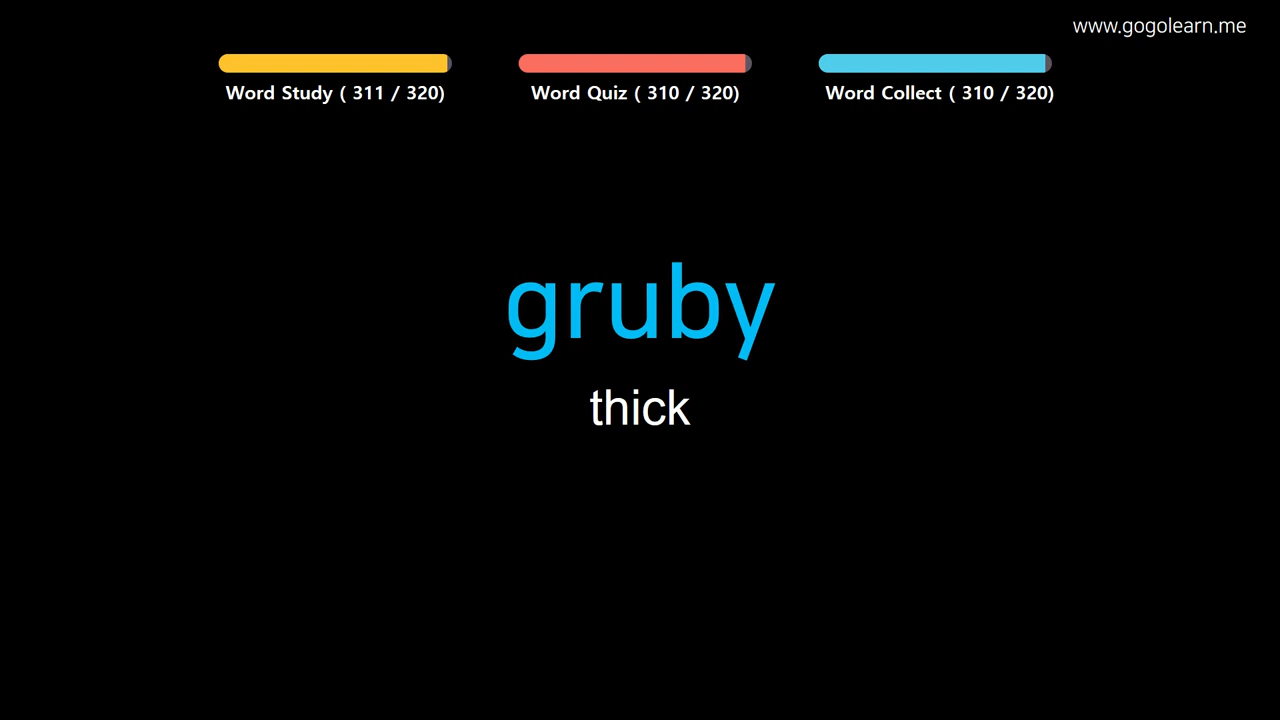 www.gogolearn.me
Word Study ( 311 / 320)
Word Quiz ( 310 / 320)
Word Collect ( 310 / 320)
gruby
thick